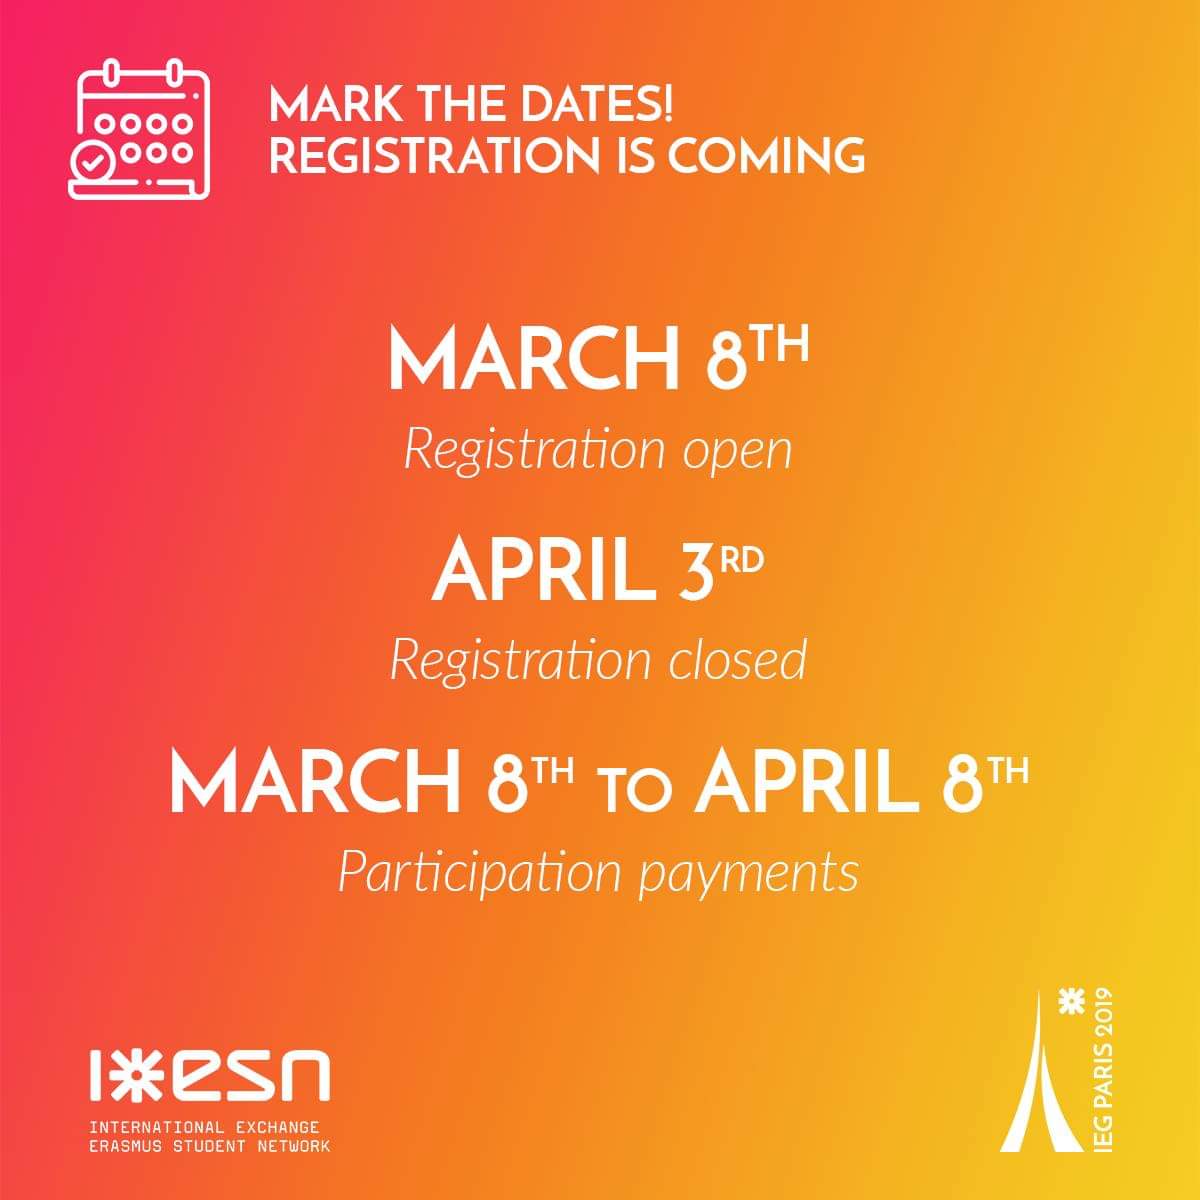 MARK THE DATES!
REGISTRATION IS COMING
MARCH 8TH
Registration open
APRIL 3RD
Registration closed
MARCH 8TH TO APRIL 8TH
Participation payments
IX esn
INTERNATIONAL EXCHANGE
ERASMUS STUDENT NETWORK
IEG PARIS 2019